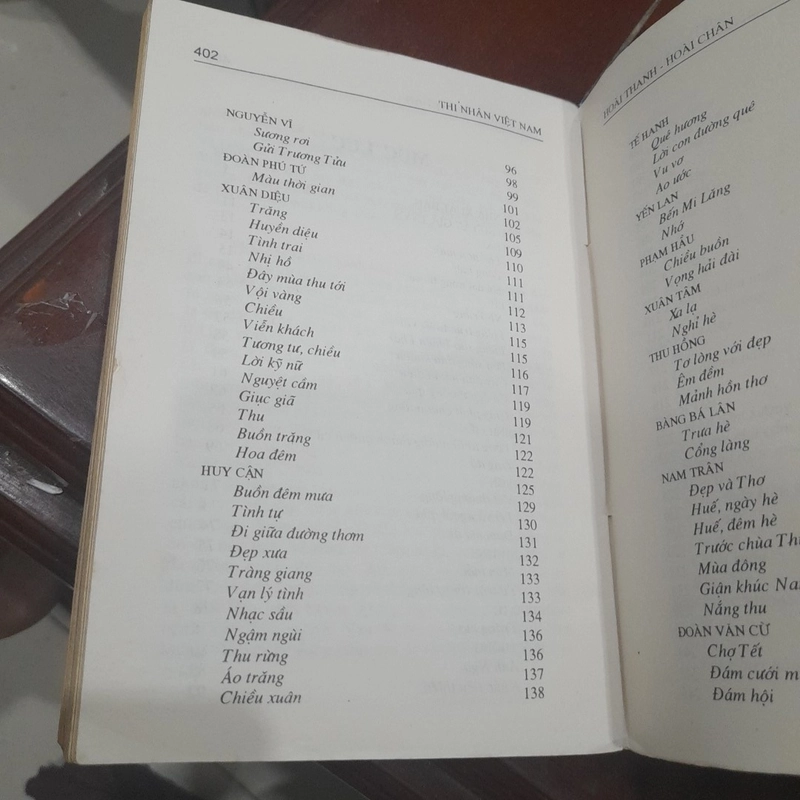 402
THI NHÂN VIỆT NAM
NGUYỄN VĨ 96
Sương rơi 98
Gửi Trương Tửu 99
ĐOÀN PHÚ TỨ 101
Màu thời gian 102
XUÂN DIỆU 105
Trăng 109
Huyền diệu 110
Tình trai 111
Nhị hồ 111
Đây mùa thu tới 112
Vội vàng 113
Chiều 115
Viễn khách 115
Tương tư, chiều 116
Lời kỹ nữ 117
Nguyệt cầm 119
Giục giã 119
Thu 121
Buồn trăng 122
Hoa đêm 122
HUY CẬN 125
Buồn đêm mưa 129
Tình tự 130
Đi giữa đường thơm 131
Đẹp xưa 132
Tràng giang 133
Vạn lý tình 133
Nhạc sầu 134
Ngậm ngùi 136
Thu rừng 136
Áo trắng 137
Chiều xuân 138
HOÀI THANH - HOÀI CHÂN
TẾ HANH
Quê hương
Lời con đường quê
Vu vơ
Ao ước
YẾN LAN
Bến Mi Lăng
Nhớ
PHẠM HẦU
Chiều buồn
Vọng hải đài
XUÂN TÂM
Xa lạ
Nghỉ hè
THU HỒNG
Tơ lòng với đẹp
Êm đềm
Mảnh hồn thơ
BÀNG BÁ LÂN
Trưa hè
Cổng làng
NAM TRÂN
Đẹp và Thơ
Huế, ngày hè
Huế, đêm hè
Trước chùa
Mùa đông
Giận khúc
Nắng thu
ĐOÀN VĂN CỪ
Chợ Tết
Đám cưới
Đám hội